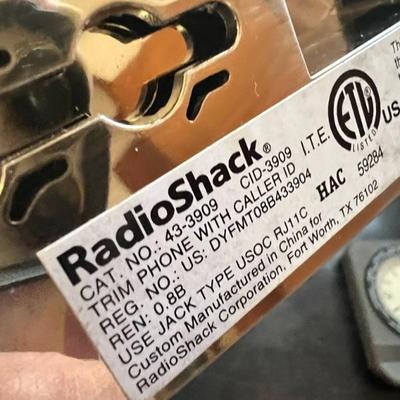 RadioShack®
CAT. NO.: 43-3909 CID-3909 I.T.E.
TRIM PHONE WITH CALLER ID
REG. NO.: US: DYFMT08B433904
REN: 0.8B HAC 59284
USE JACK TYPE USOC RJ11C
Custom Manufactured in China for
RadioShack Corporation, Fort Worth, TX 76102
ETL
LISTED
US